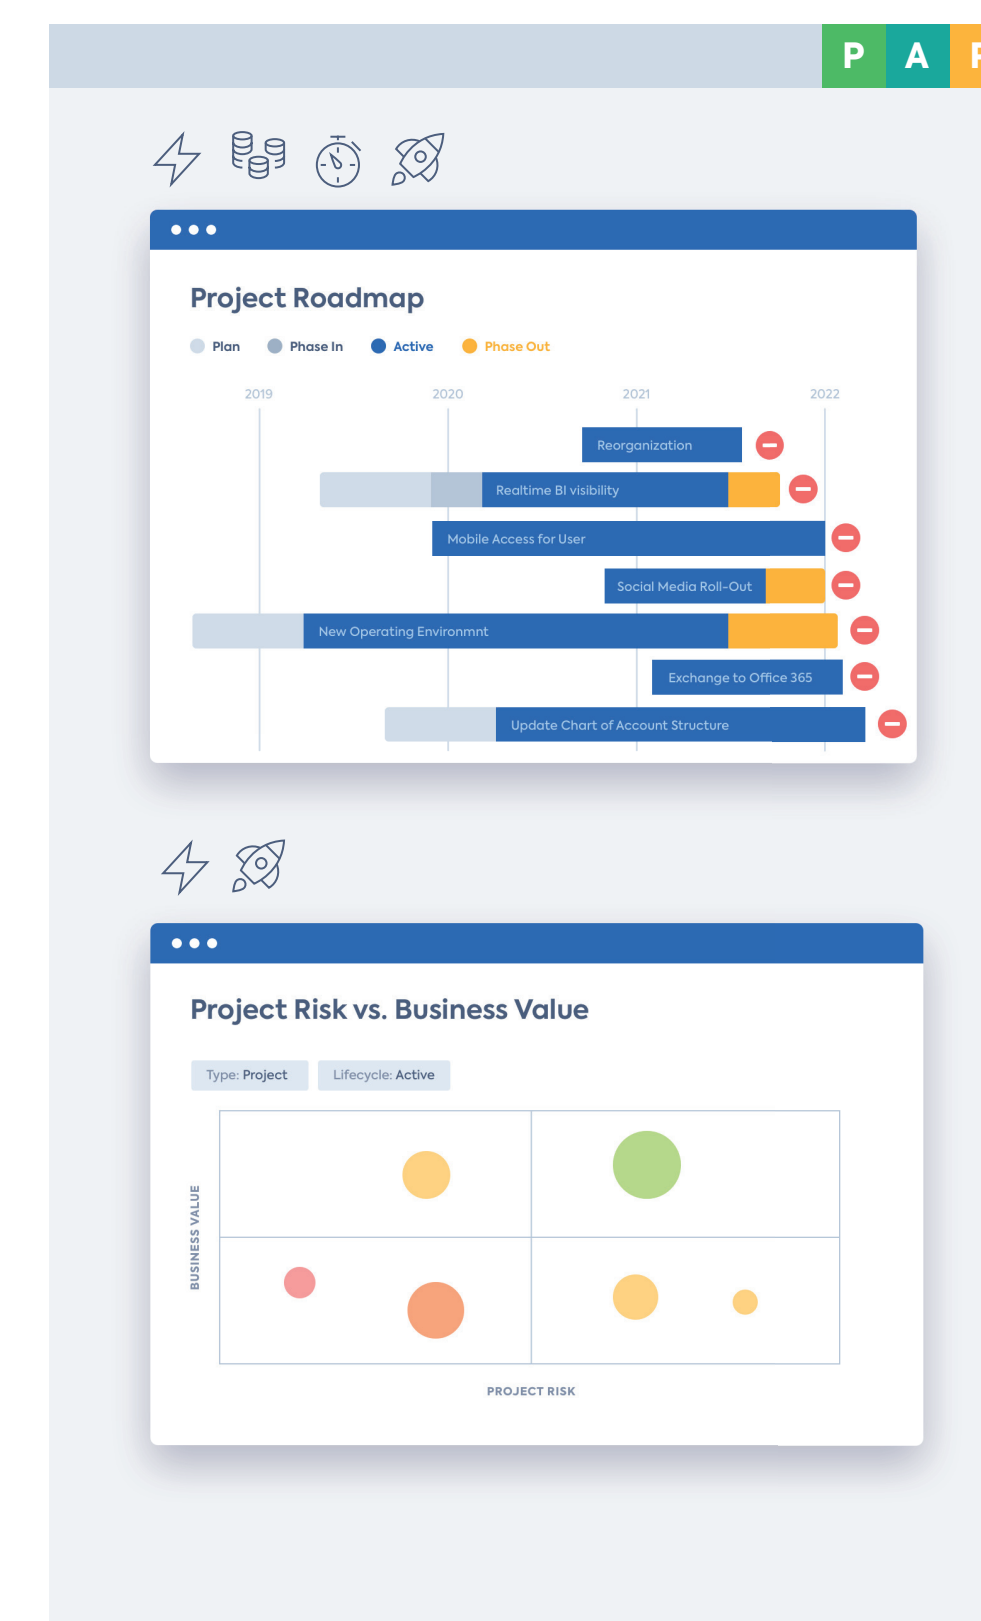 P A
Project Roadmap
Plan Phase In Active Phase Out
2019 2020 2021 2022
Reorganization
Realtime BI visibility
Mobile Access for User
Social Media Roll-Out
New Operating Environmnt
Exchange to Office 365
Update Chart of Account Structure
Project Risk vs. Business Value
Type: Project Lifecycle: Active
BUSINESS VALUE
PROJECT RISK